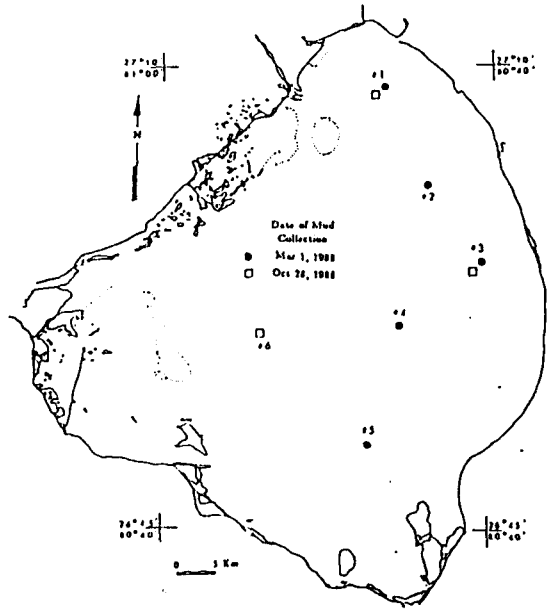 27°10'
81°00'
27°10'
80°40'
N
#1
#2
Date of Mud
Collection
Mar 1, 1988
Oct 28, 1988
#3
#4
#6
#5
26°45'
80°40'
0 5 Km